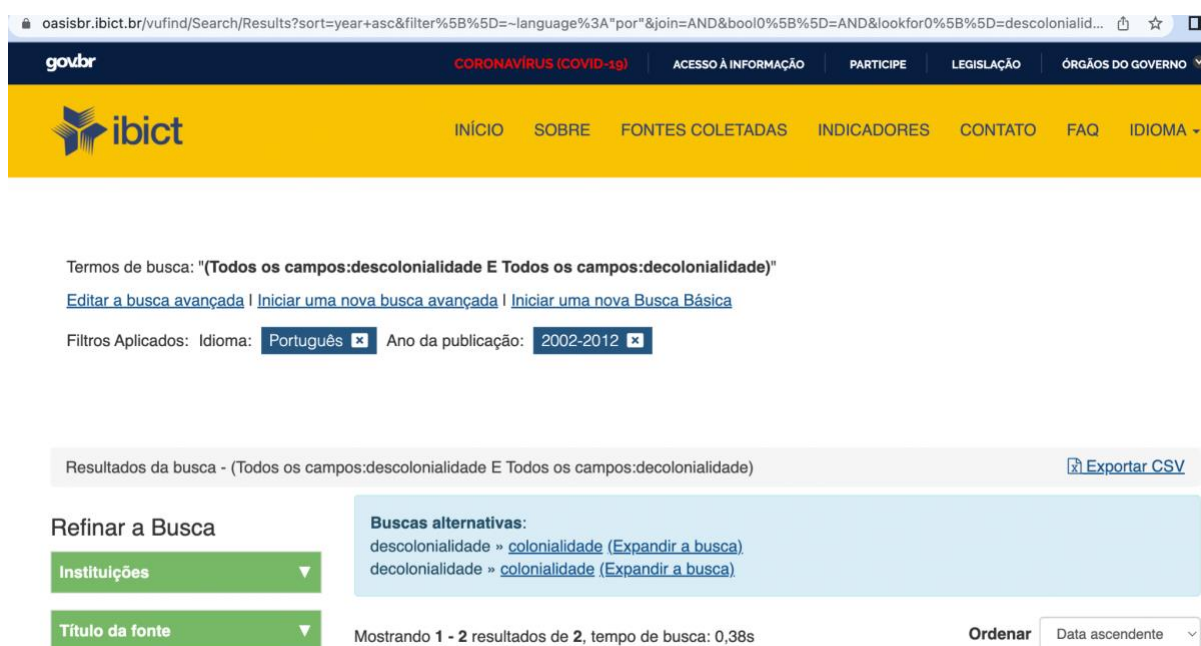 oasisbr.ibict.br/vufind/Search/Results?sort=year+asc&filter%5B%5D=~language%3A"por"&join=AND&bool0%5B%5D=AND&lookfor0%5B%5D=descolonialid...
gov.br CORONAVÍRUS (COVID-19) ACESSO À INFORMAÇÃO PARTICIPE LEGISLAÇÃO ÓRGÃOS DO GOVERNO
ibict INÍCIO SOBRE FONTES COLETADAS INDICADORES CONTATO FAQ IDIOMA
Termos de busca: "(Todos os campos:descolonialidade E Todos os campos:decolonialidade)"
Editar a busca avançada | Iniciar uma nova busca avançada | Iniciar uma nova Busca Básica
Filtros Aplicados: Idioma: Português Ano da publicação: 2002-2012
Resultados da busca - (Todos os campos:descolonialidade E Todos os campos:decolonialidade) Exportar CSV
Refinar a Busca
Instituições
Título da fonte
Buscas alternativas:
descolonialidade » colonialidade (Expandir a busca)
decolonialidade » colonialidade (Expandir a busca)
Mostrando 1 - 2 resultados de 2, tempo de busca: 0,38s Ordenar Data ascendente